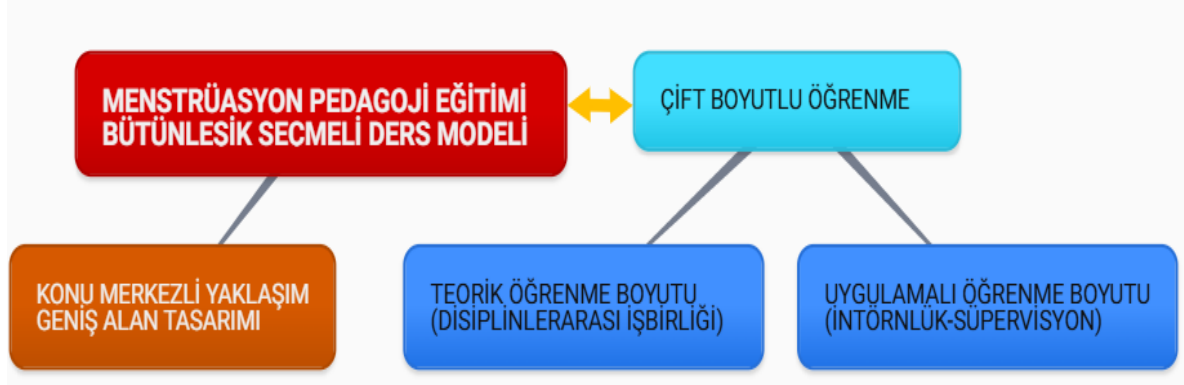 MENSTRÜASYON PEDAGOJİ EĞİTİMİ
BÜTÜNLEŞİK SEÇMELİ DERS MODELİ
ÇİFT BOYUTLU ÖĞRENME
KONU MERKEZLİ YAKLAŞIM
GENİŞ ALAN TASARIMI
TEORİK ÖĞRENME BOYUTU
(DİSİPLİNLERARASI İŞBİRLİĞİ)
UYGULAMALI ÖĞRENME BOYUTU
(İNTÖRNLÜK-SÜPERVİSYON)